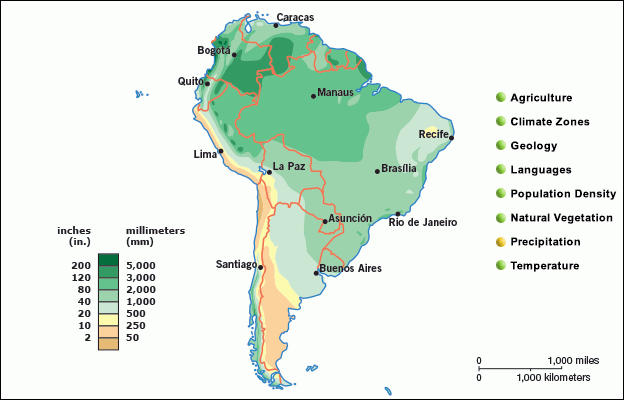 Caracas
Bogotá
Quito
Manaus
Recife
Lima
La Paz
Brasília
Asunción
Rio de Janeiro
Santiago
Buenos Aires
inches millimeters
(in.) (mm)
200 5,000
120 3,000
80 2,000
40 1,000
20 500
10 250
2 50
Agriculture
Climate Zones
Geology
Languages
Population Density
Natural Vegetation
Precipitation
Temperature
0 1,000 miles
0 1,000 kilometers